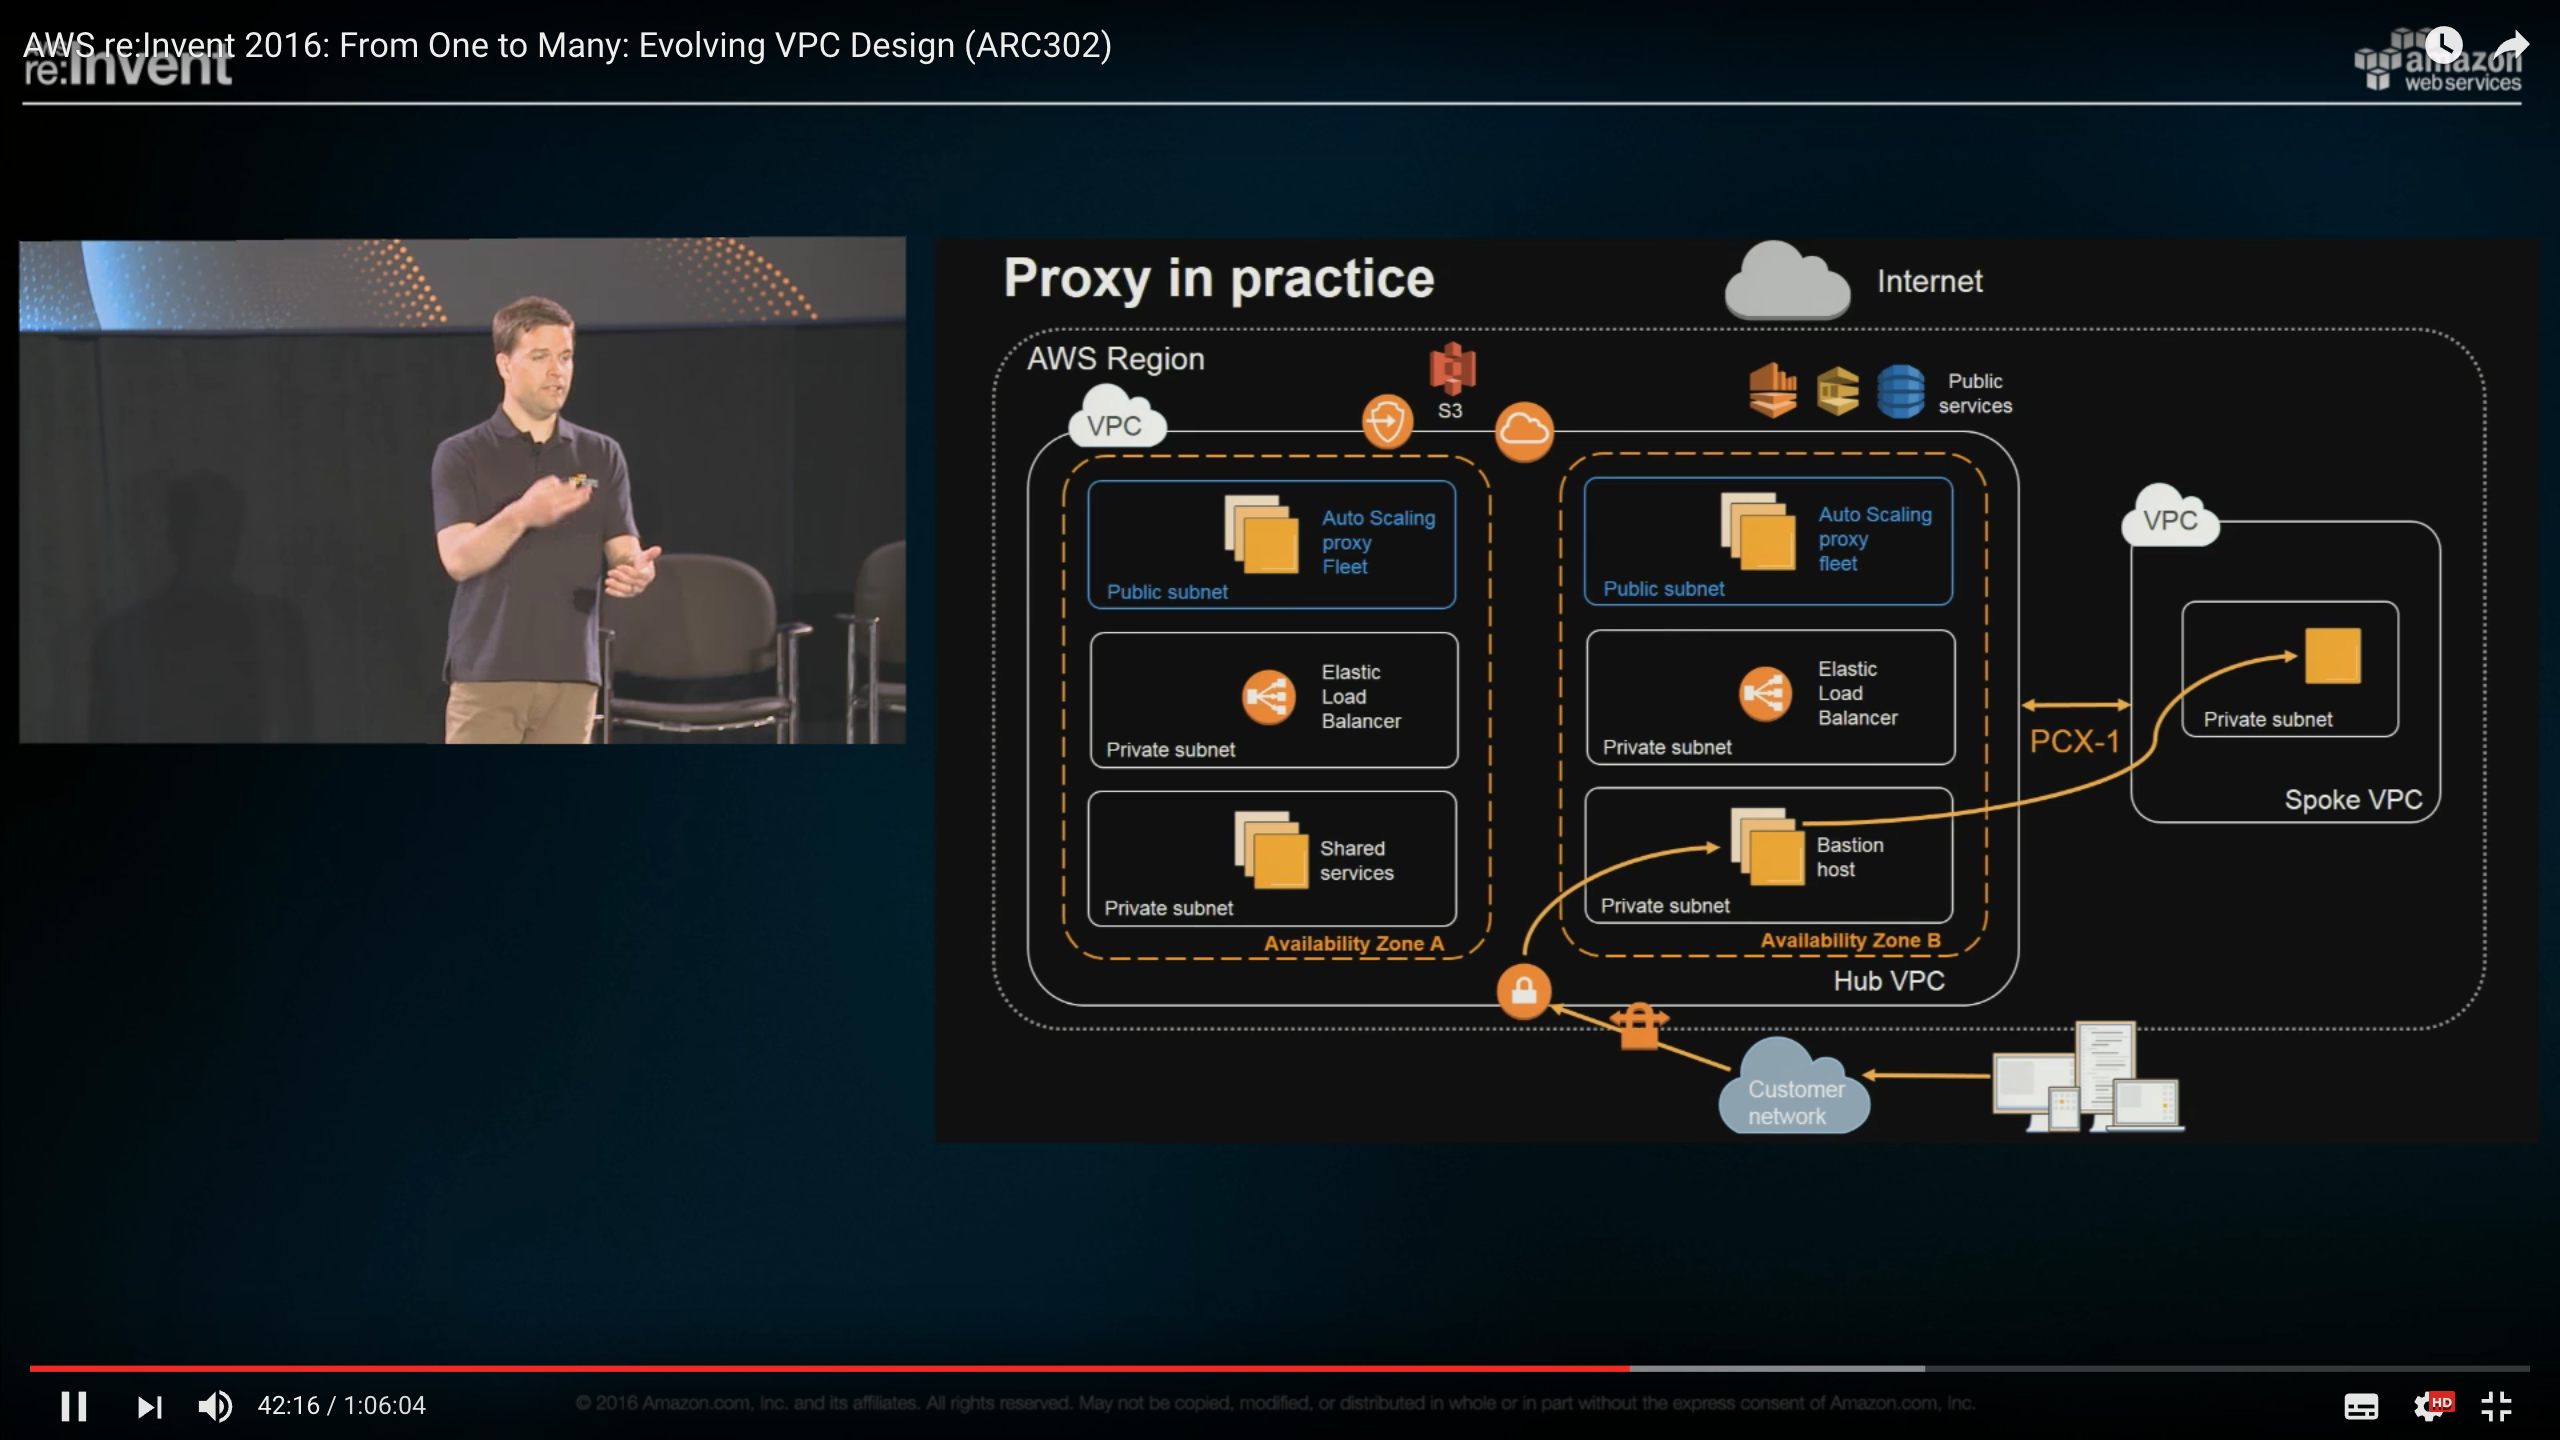 AWS re:Invent 2016: From One to Many: Evolving VPC Design (ARC302)
re:Invent
amazon
webservices
Proxy in practice
Internet
AWS Region
S3
Public
services
VPC
Auto Scaling
proxy
Fleet
Public subnet
Auto Scaling
proxy
fleet
Public subnet
VPC
Elastic
Load
Balancer
Private subnet
Elastic
Load
Balancer
Private subnet
Private subnet
PCX-1
Spoke VPC
Shared
services
Private subnet
Bastion
host
Private subnet
Availability Zone A
Availability Zone B
Hub VPC
Customer
network
42:16 / 1:06:04
© 2016 Amazon.com, Inc. and its affiliates. All rights reserved. May not be copied, modified, or distributed in whole or in part without the express consent of Amazon.com, Inc.
HD